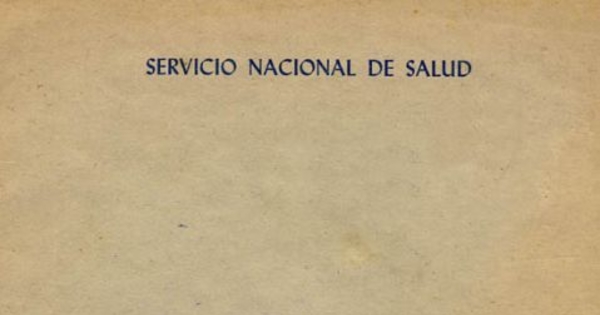 SERVICIO NACIONAL DE SALUD